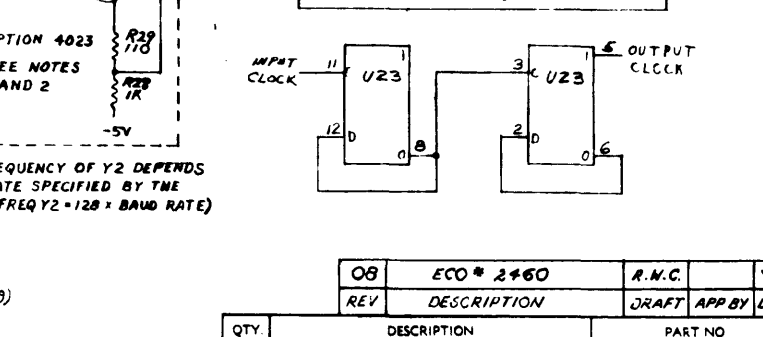 PTION 4023
EE NOTES
AND 2
R29
110
R28
1K
-5V
EQUENCY OF Y2 DEPENDS
ATE SPECIFIED BY THE
FREQ Y2 = 128 X BAUD RATE)
INPUT
CLOCK
11
C
1
U23
12
D
0
8
3
C
1
U23
2
D
0
6
5
OUTPUT
CLOCK
08 ECO # 2460 R.W.C.
REV DESCRIPTION DRAFT APP BY
QTY. DESCRIPTION PART NO